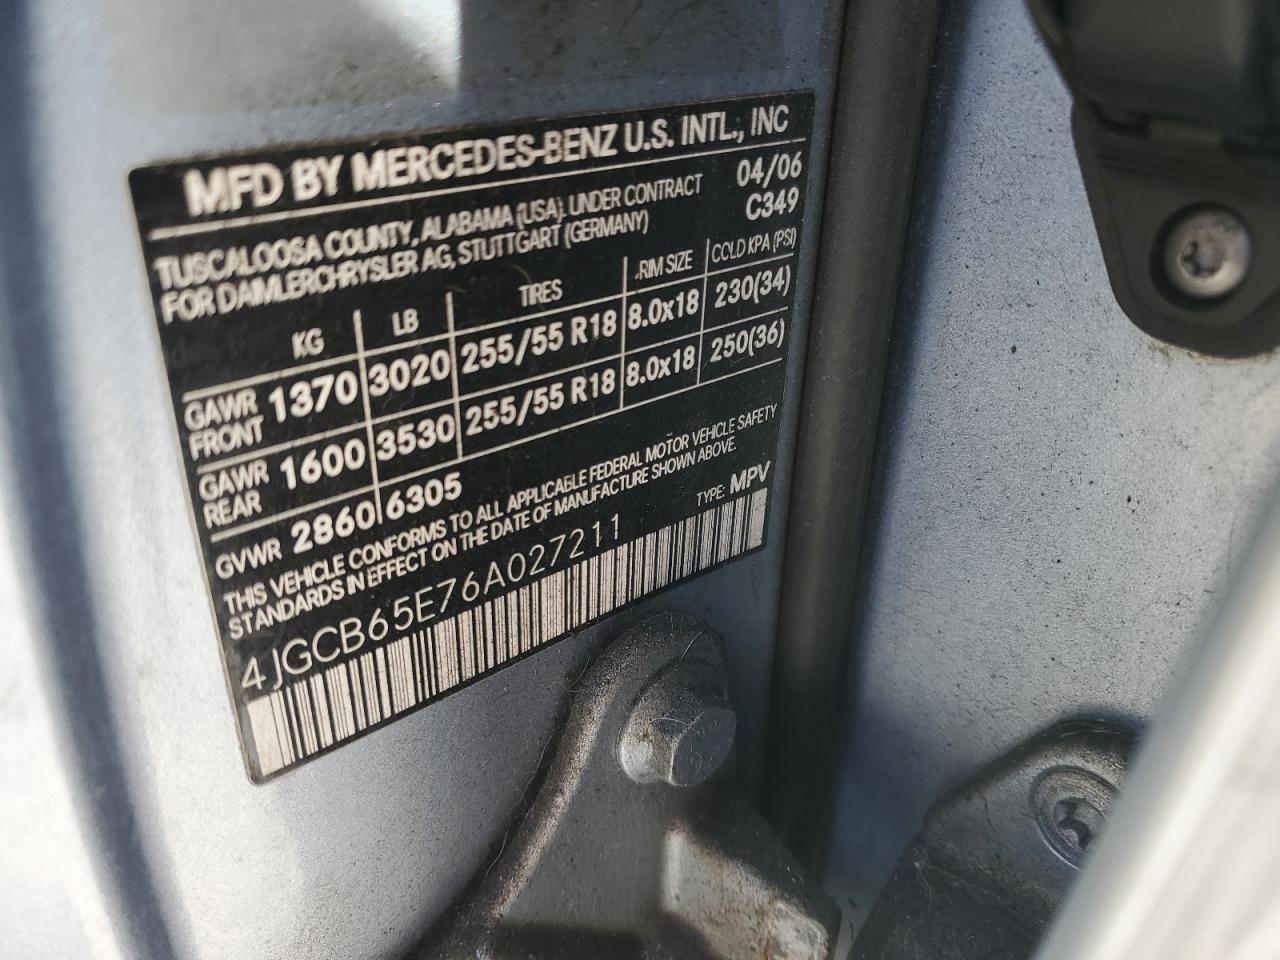 MFD BY MERCEDES-BENZ U.S. INTL., INC
TUSCALOOSA COUNTY, ALABAMA (USA). UNDER CONTRACT 04/06
FOR DAIMLERCHRYSLER AG, STUTTGART (GERMANY) C349
KG LB TIRES RIM SIZE COLD KPA (PSI)
GAWR FRONT 1370 3020 255/55 R18 8.0x18 230(34)
GAWR REAR 1600 3530 255/55 R18 8.0x18 250(36)
GVWR 2860 6305
THIS VEHICLE CONFORMS TO ALL APPLICABLE FEDERAL MOTOR VEHICLE SAFETY
STANDARDS IN EFFECT ON THE DATE OF MANUFACTURE SHOWN ABOVE.
TYPE: MPV
4JGCB65E76A027211